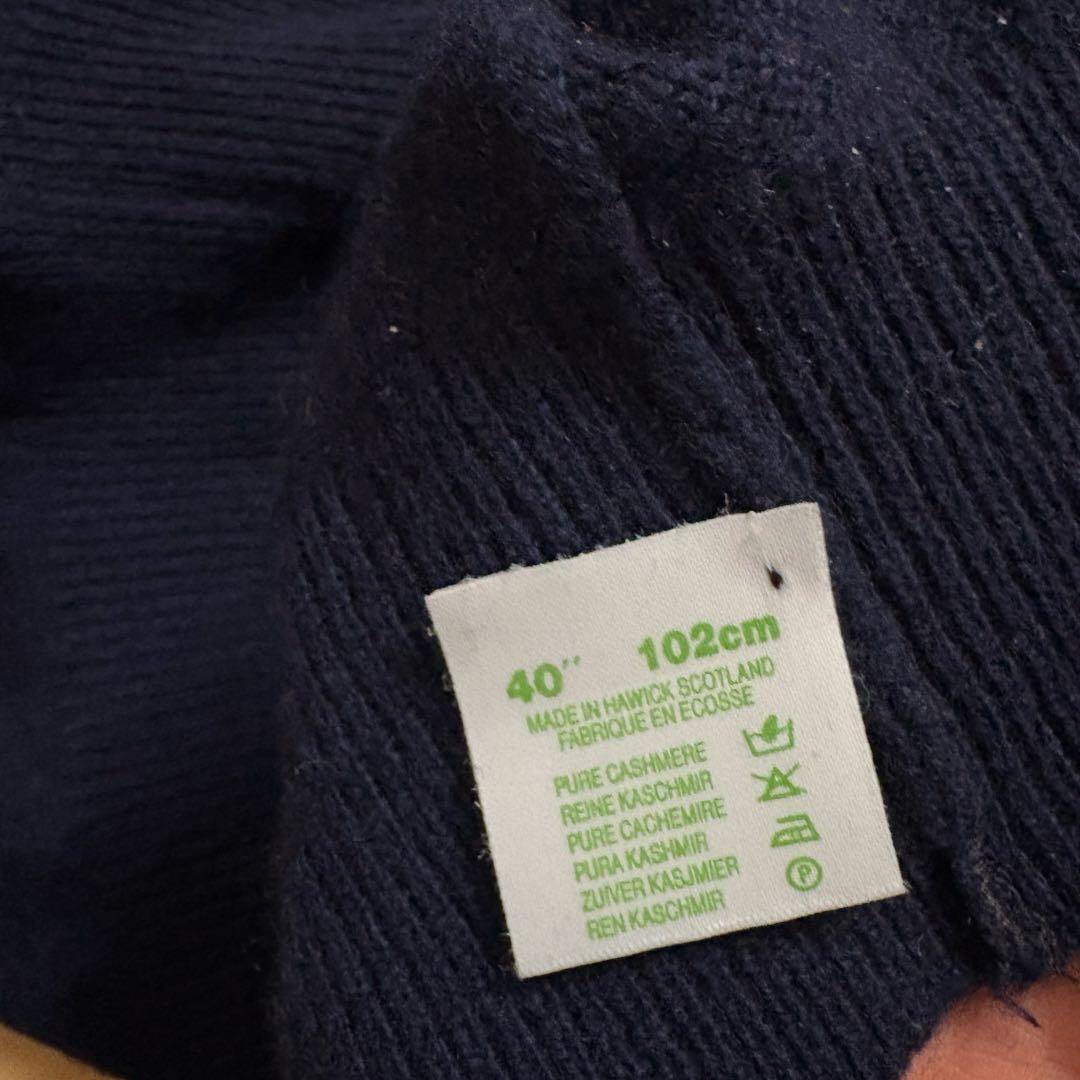 40" 102cm
MADE IN HAWICK SCOTLAND
FABRIQUE EN ECOSSE
PURE CASHMERE
REINE KASCHMIR
PURE CACHEMIRE
PURA KASHMIR
ZUIVER KASJMIER
REN KASCHMIR
P